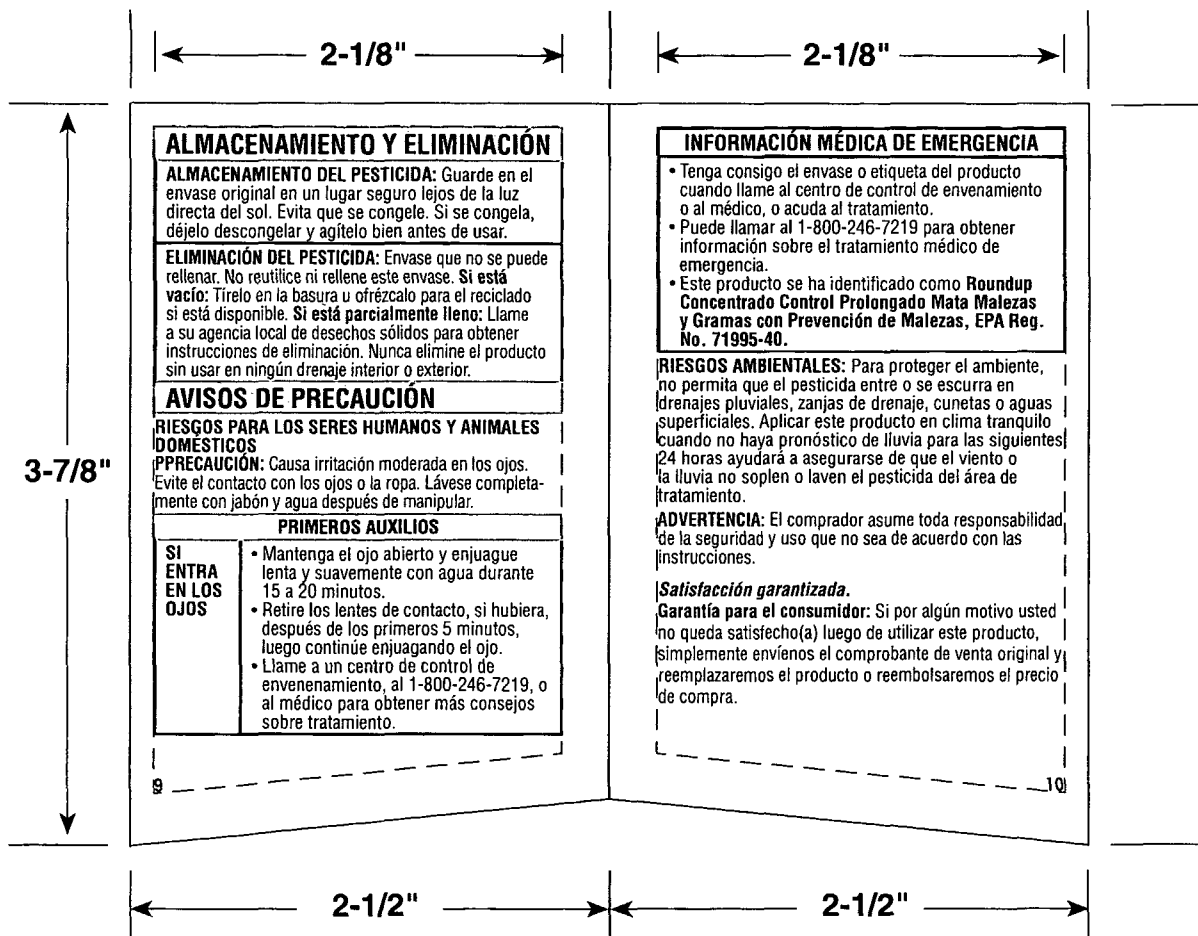 2-1/8"
2-1/8"
3-7/8"
ALMACENAMIENTO Y ELIMINACIÓN
ALMACENAMIENTO DEL PESTICIDA: Guarde en el
envase original en un lugar seguro lejos de la luz
directa del sol. Evita que se congele. Si se congela,
déjelo descongelar y agítelo bien antes de usar.
ELIMINACIÓN DEL PESTICIDA: Envase que no se puede
rellenar. No reutilice ni rellene este envase. Si está
vacío: Tírelo en la basura u ofrézcalo para el reciclado
si está disponible. Si está parcialmente lleno: Llame
a su agencia local de desechos sólidos para obtener
instrucciones de eliminación. Nunca elimine el producto
sin usar en ningún drenaje interior o exterior.
AVISOS DE PRECAUCIÓN
RIESGOS PARA LOS SERES HUMANOS Y ANIMALES
DOMÉSTICOS
PPRECAUCIÓN: Causa irritación moderada en los ojos.
Evite el contacto con los ojos o la ropa. Lávese completa-
mente con jabón y agua después de manipular.
PRIMEROS AUXILIOS
SI
ENTRA
EN LOS
OJOS
• Mantenga el ojo abierto y enjuague
lenta y suavemente con agua durante
15 a 20 minutos.
• Retire los lentes de contacto, si hubiera,
después de los primeros 5 minutos,
luego continúe enjuagando el ojo.
• Llame a un centro de control de
envenenamiento, al 1-800-246-7219, o
al médico para obtener más consejos
sobre tratamiento.
9
INFORMACIÓN MÉDICA DE EMERGENCIA
• Tenga consigo el envase o etiqueta del producto
cuando llame al centro de control de envenamiento
o al médico, o acuda al tratamiento.
• Puede llamar al 1-800-246-7219 para obtener
información sobre el tratamiento médico de
emergencia.
• Este producto se ha identificado como Roundup
Concentrado Control Prolongado Mata Malezas
y Gramas con Prevención de Malezas, EPA Reg.
No. 71995-40.
RIESGOS AMBIENTALES: Para proteger el ambiente,
no permita que el pesticida entre o se escurra en
drenajes pluviales, zanjas de drenaje, cunetas o aguas
superficiales. Aplicar este producto en clima tranquilo
cuando no haya pronóstico de lluvia para las siguientes
24 horas ayudará a asegurarse de que el viento o
la lluvia no soplen o laven el pesticida del área de
tratamiento.
ADVERTENCIA: El comprador asume toda responsabilidad
de la seguridad y uso que no sea de acuerdo con las
instrucciones.
Satisfacción garantizada.
Garantía para el consumidor: Si por algún motivo usted
no queda satisfecho(a) luego de utilizar este producto,
simplemente envíenos el comprobante de venta original y
reemplazaremos el producto o reembolsaremos el precio
de compra.
10
2-1/2"
2-1/2"